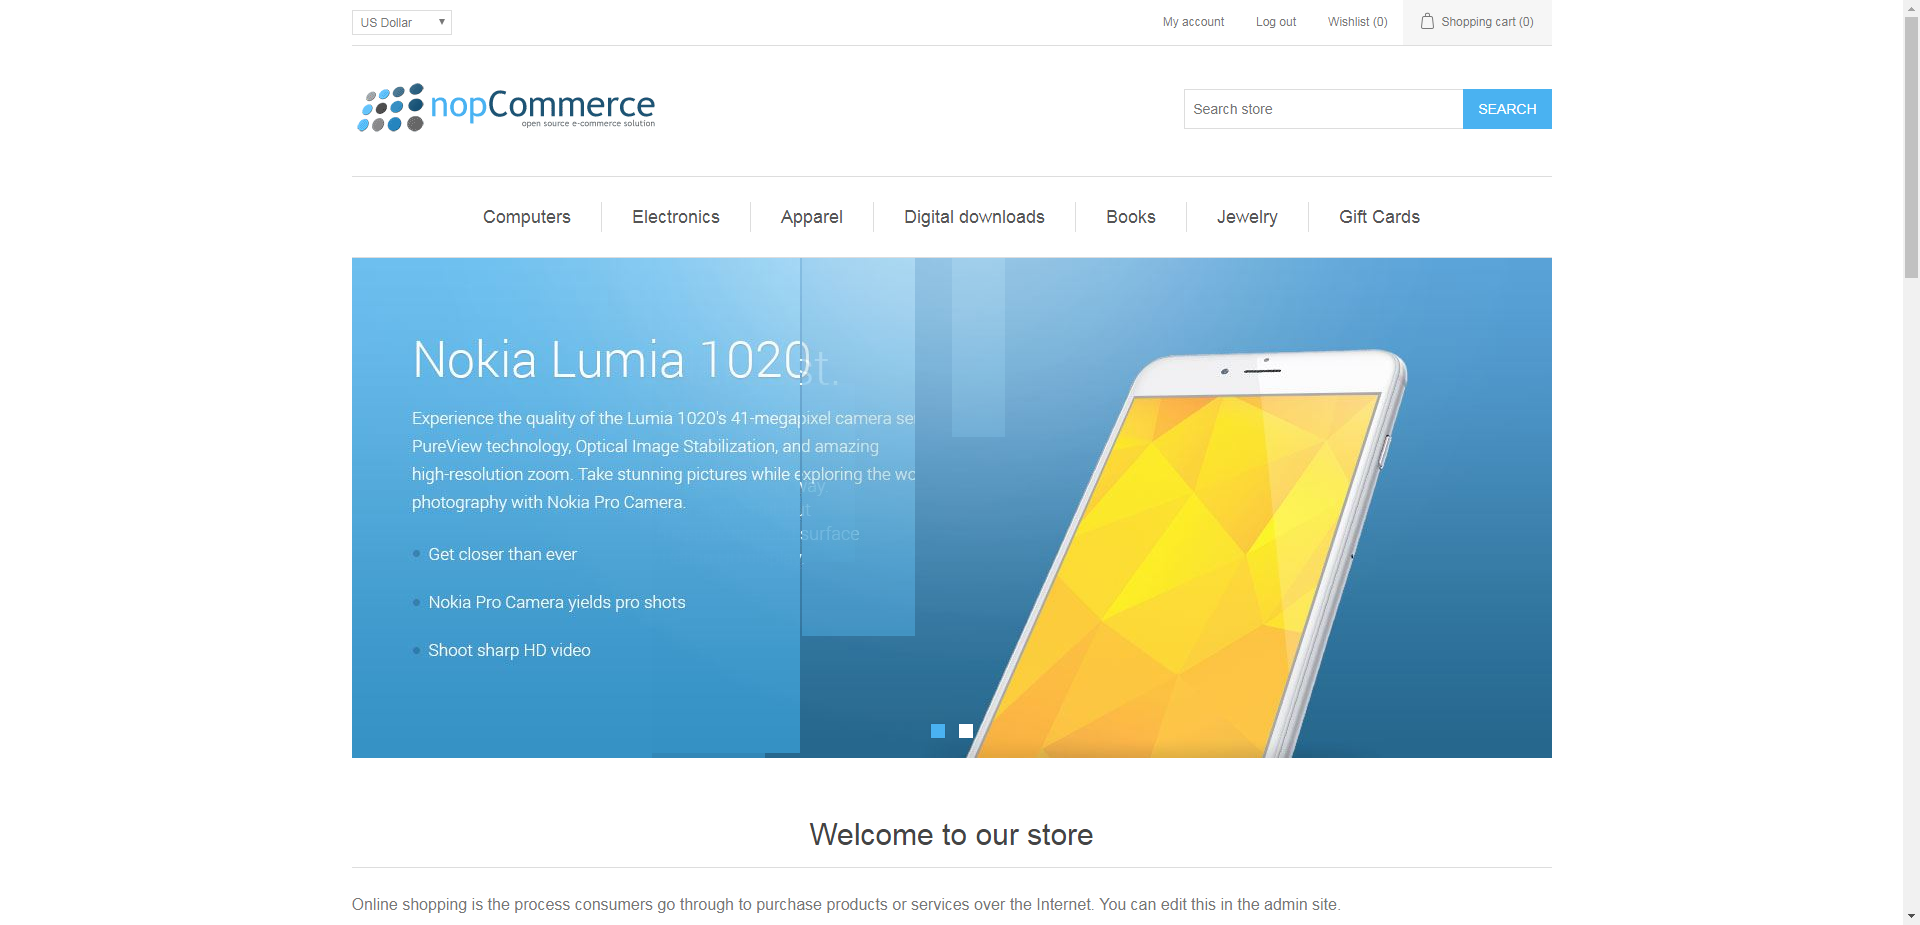 US Dollar
My account
Log out
Wishlist (0)
Shopping cart (0)
nopCommerce
open source e-commerce solution
Search store
SEARCH
Computers
Electronics
Apparel
Digital downloads
Books
Jewelry
Gift Cards
Nokia Lumia 1020
Experience the quality of the Lumia 1020's 41-megapixel camera
PureView technology, Optical Image Stabilization, and amazing
high-resolution zoom. Take stunning pictures while exploring the
photography with Nokia Pro Camera.
surface
Get closer than ever
Nokia Pro Camera yields pro shots
Shoot sharp HD video
Welcome to our store
Online shopping is the process consumers go through to purchase products or services over the Internet. You can edit this in the admin site.